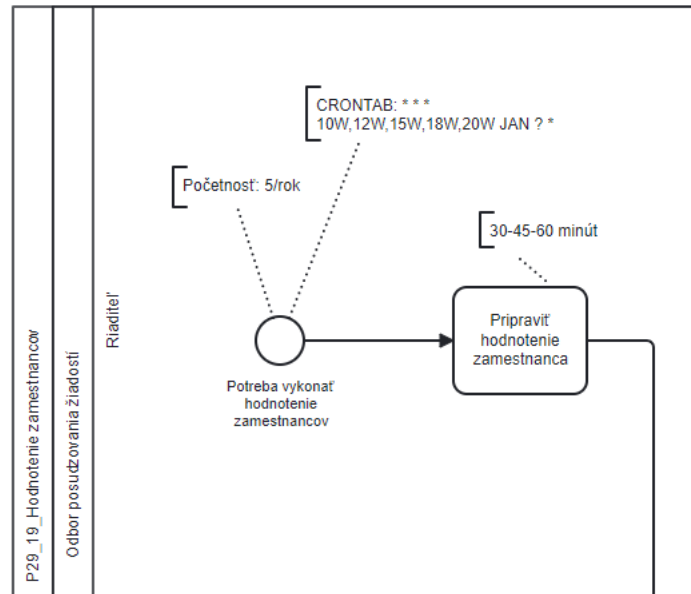 P29_19_Hodnotenie zamestnancov
Odbor posudzovania žiadostí
Riaditeľ
CRONTAB: * * *
10W,12W,15W,18W,20W JAN ? *
Početnosť: 5/rok
30-45-60 minút
Potreba vykonať
hodnotenie
zamestnancov
Pripraviť
hodnotenie
zamestnanca